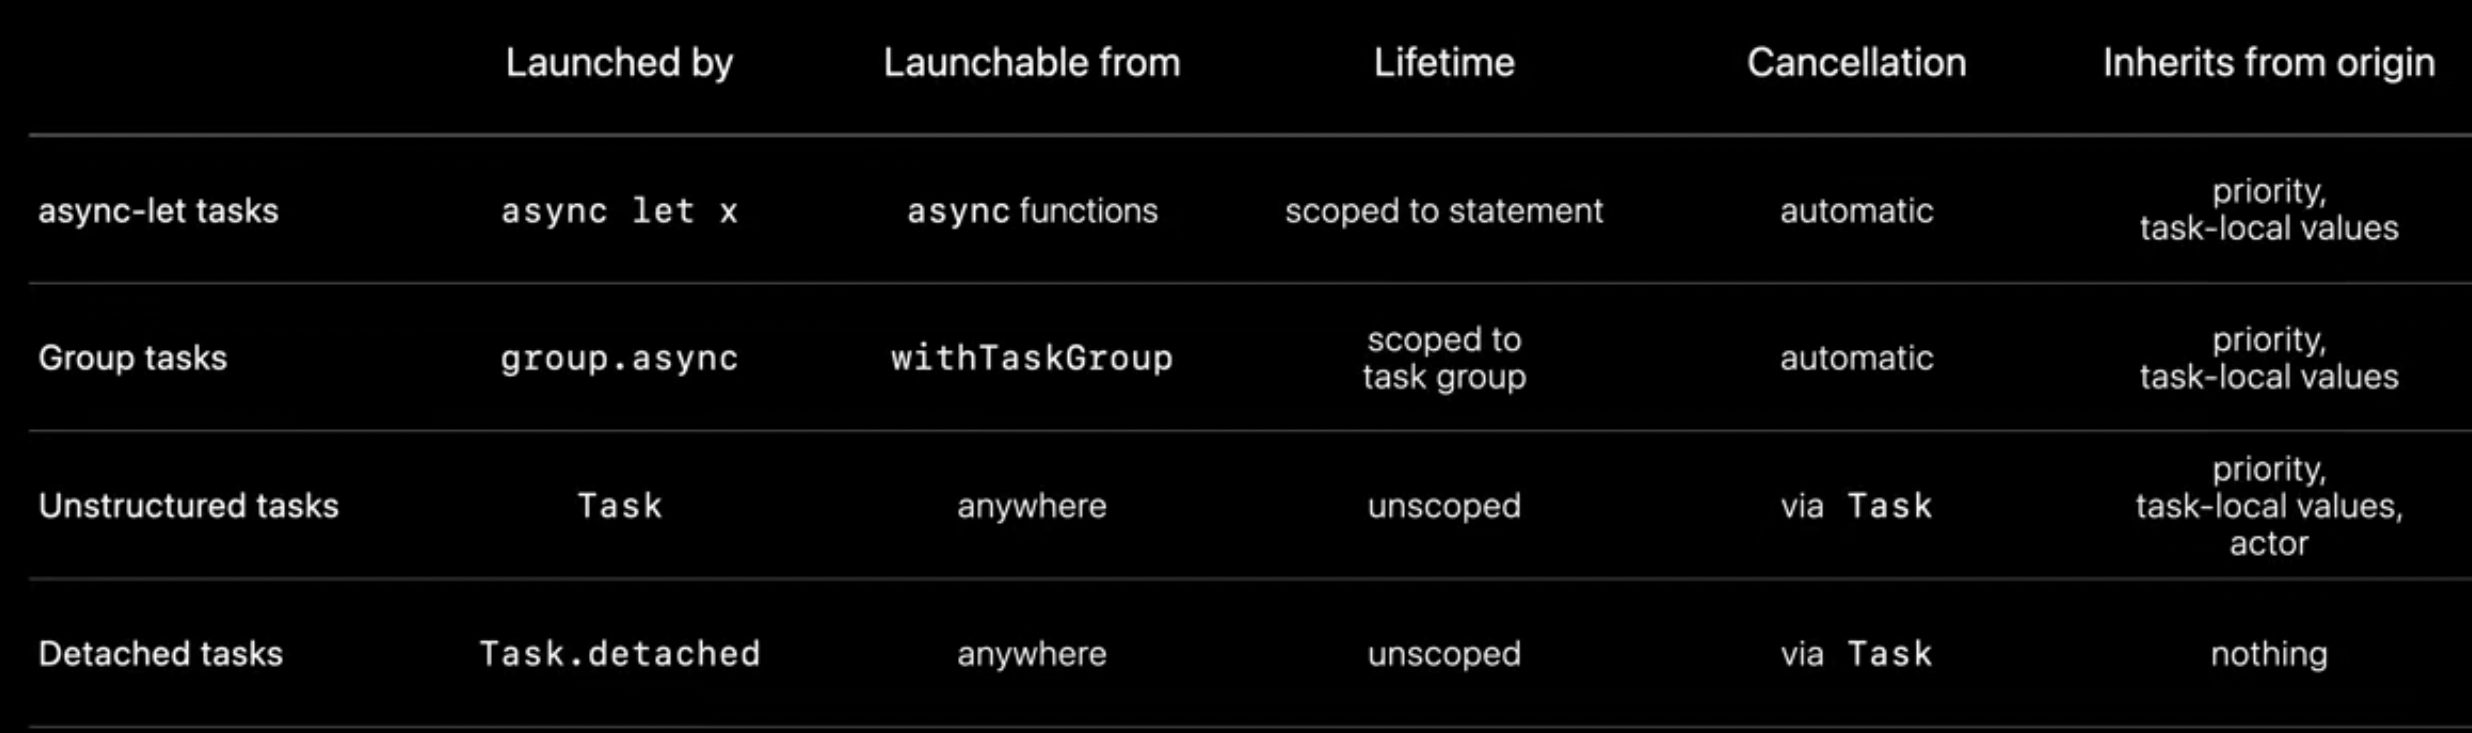 Launched by Launchable from Lifetime Cancellation Inherits from origin
async-let tasks async let x async functions scoped to statement automatic priority,
task-local values
Group tasks group.async withTaskGroup scoped to
task group automatic priority,
task-local values
Unstructured tasks Task anywhere unscoped via Task priority,
task-local values,
actor
Detached tasks Task.detached anywhere unscoped via Task nothing